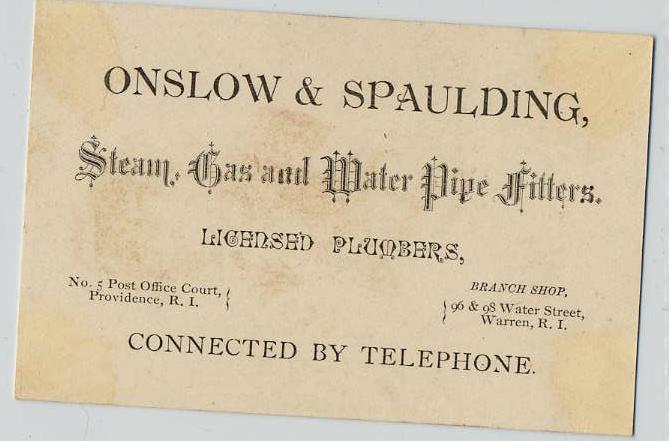 ONSLOW & SPAULDING,
Steam, Gas and Water Pipe Fitters.
LICENSED PLUMBERS,
No. 5 Post Office Court,
Providence, R. I.
BRANCH SHOP,
96 & 98 Water Street,
Warren, R. I.
CONNECTED BY TELEPHONE.